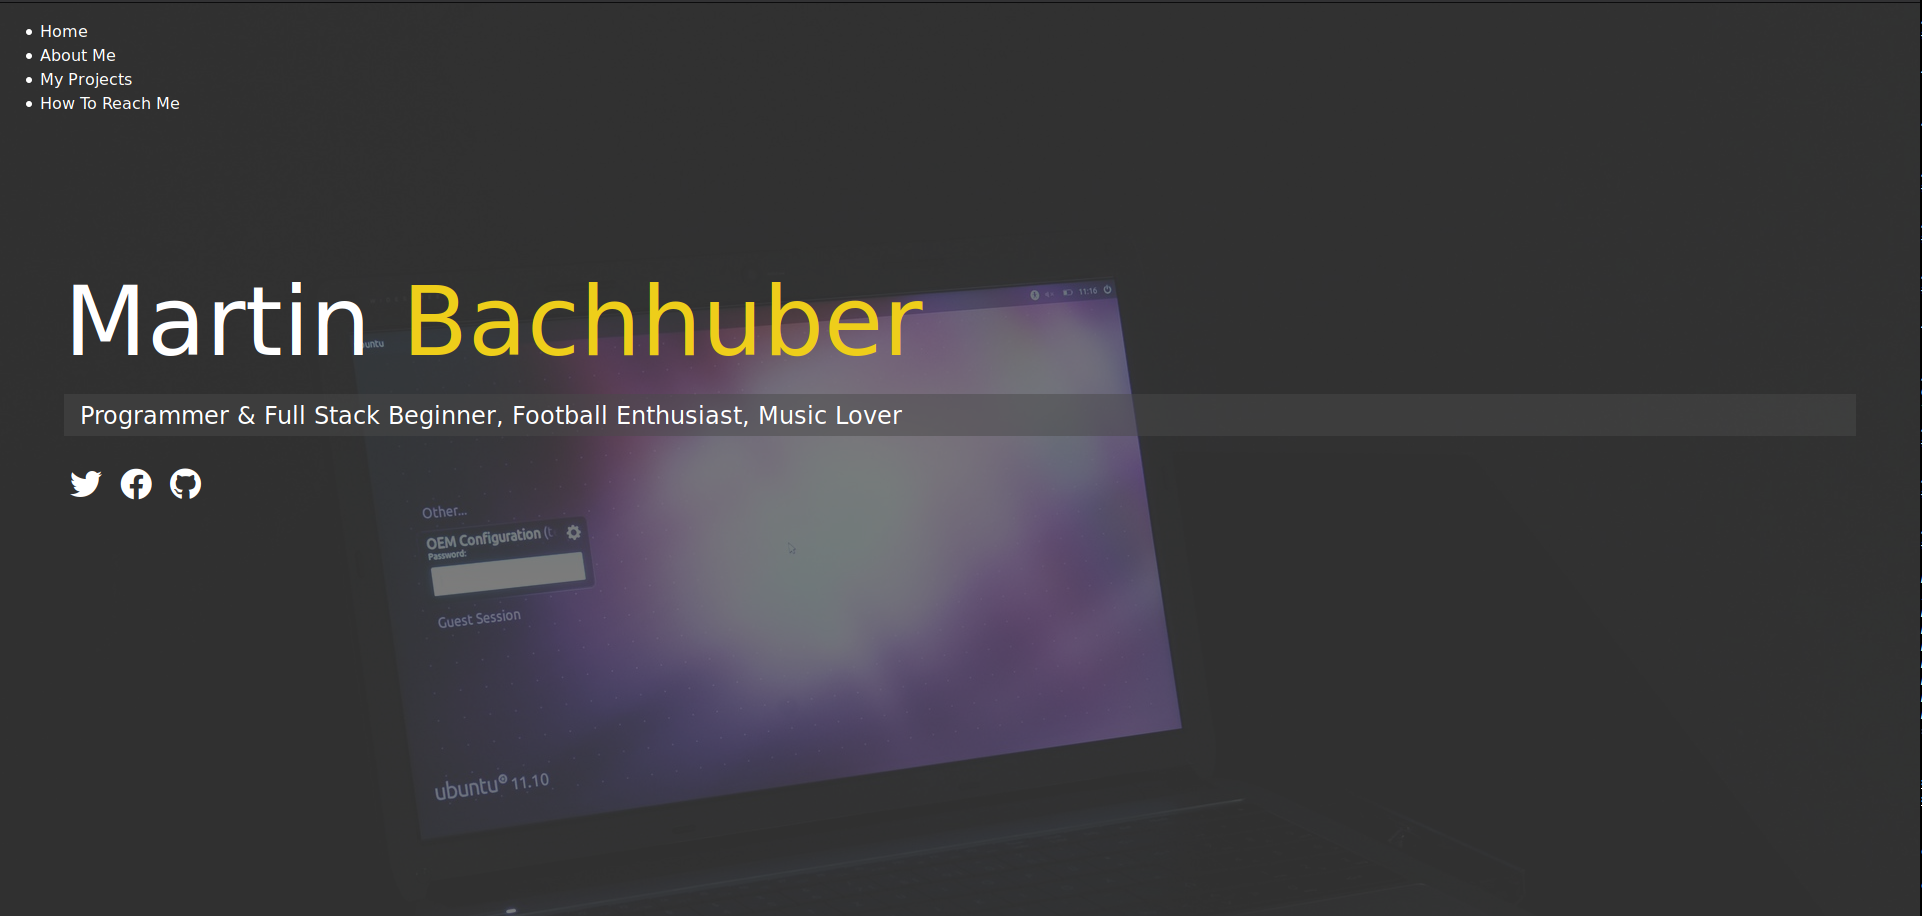 Home
About Me
My Projects
How To Reach Me
Martin Bachhuber
11:16
Programmer & Full Stack Beginner, Football Enthusiast, Music Lover
Other...
OEM Configuration
Password:
Guest Session
ubuntu® 11.10